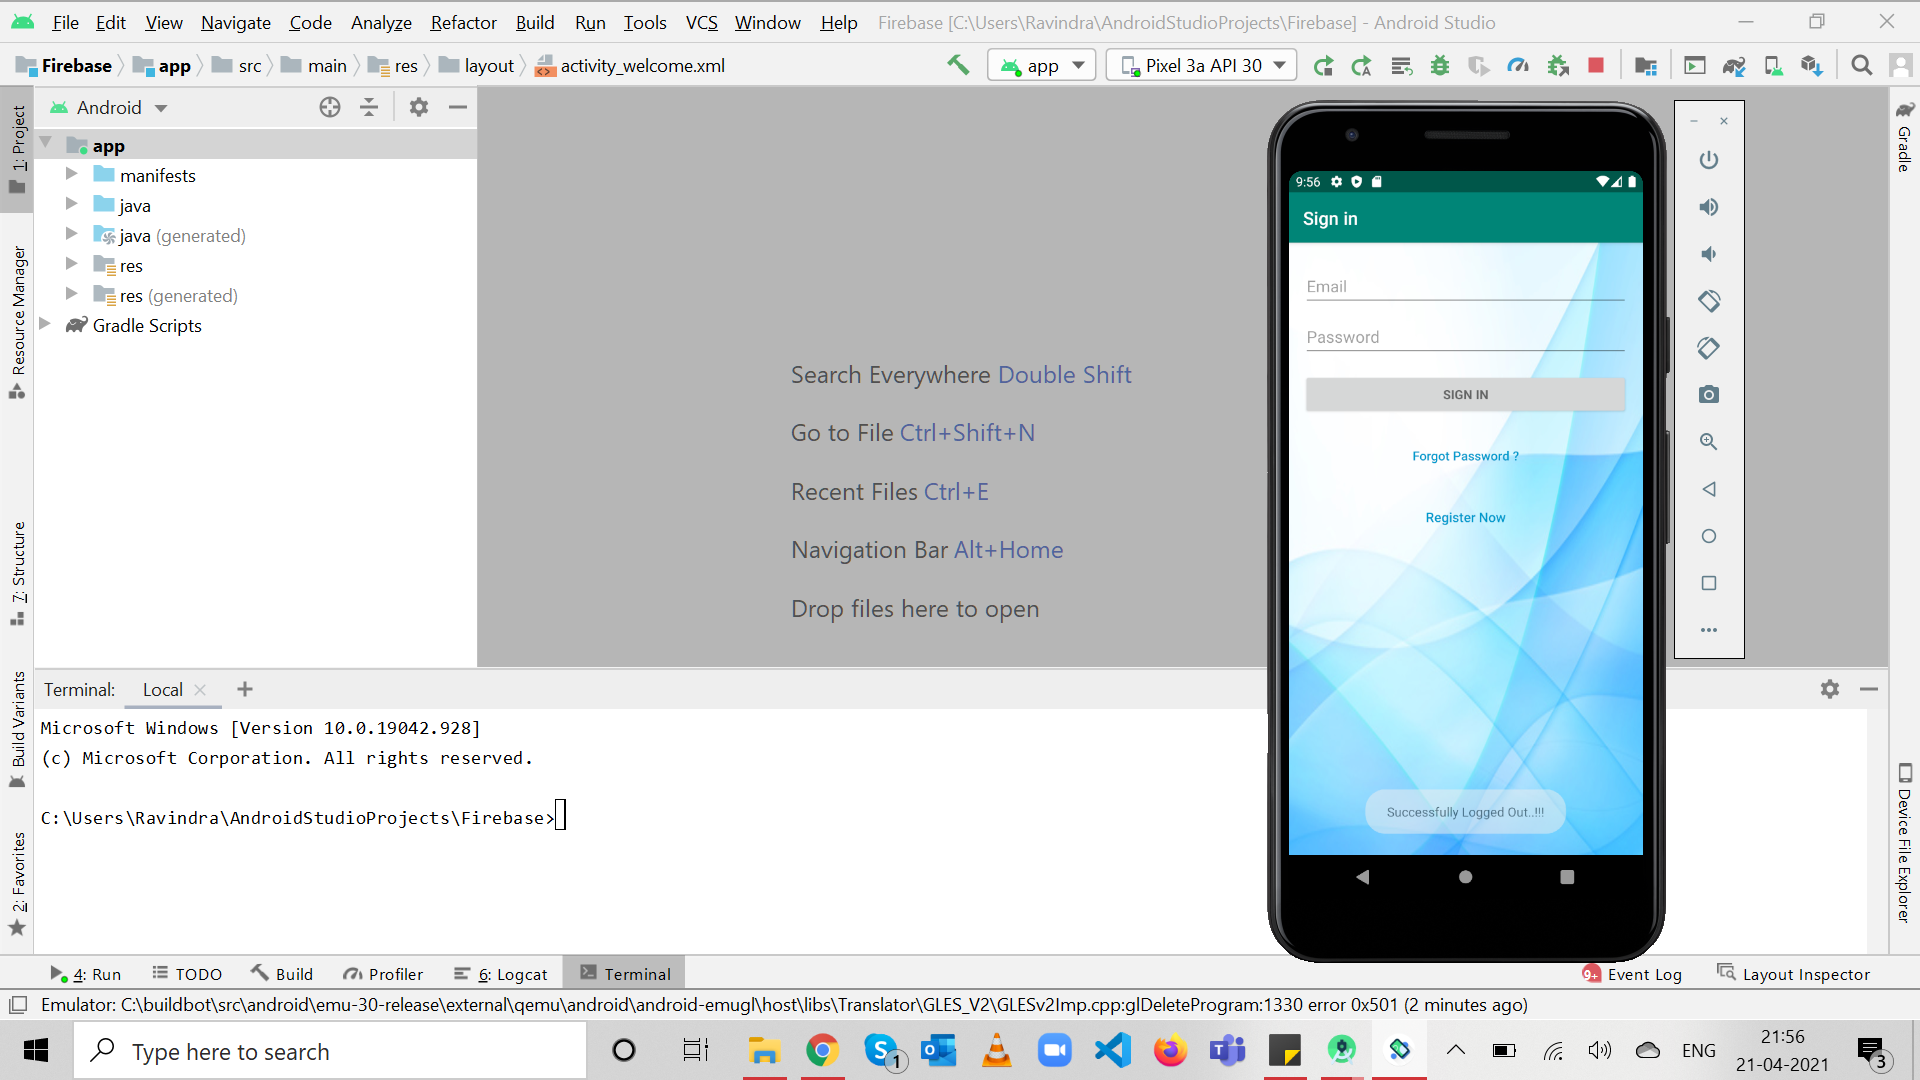 File Edit View Navigate Code Analyze Refactor Build Run Tools VCS Window Help Firebase [C:\Users\Ravindra\AndroidStudioProjects\Firebase] - Android Studio
Firebase app src main res layout activity_welcome.xml app Pixel 3a API 30
1: Project
Resource Manager
7: Structure
Build Variants
2: Favorites
Android
app
manifests
java
java (generated)
res
res (generated)
Gradle Scripts
Search Everywhere Double Shift
Go to File Ctrl+Shift+N
Recent Files Ctrl+E
Navigation Bar Alt+Home
Drop files here to open
9:56
Sign in
Email
Password
SIGN IN
Forgot Password ?
Register Now
Successfully Logged Out..!!!
Gradle
Device File Explorer
Terminal: Local
Microsoft Windows [Version 10.0.19042.928]
(c) Microsoft Corporation. All rights reserved.
C:\Users\Ravindra\AndroidStudioProjects\Firebase>
4: Run TODO Build Profiler 6: Logcat Terminal 9+ Event Log Layout Inspector
Emulator: C:\buildbot\src\android\emu-30-release\external\qemu\android\android-emugl\host\libs\Translator\GLES_V2\GLESv2Imp.cpp:glDeleteProgram:1330 error 0x501 (2 minutes ago)
Type here to search
1
ENG
21:56
21-04-2021
3